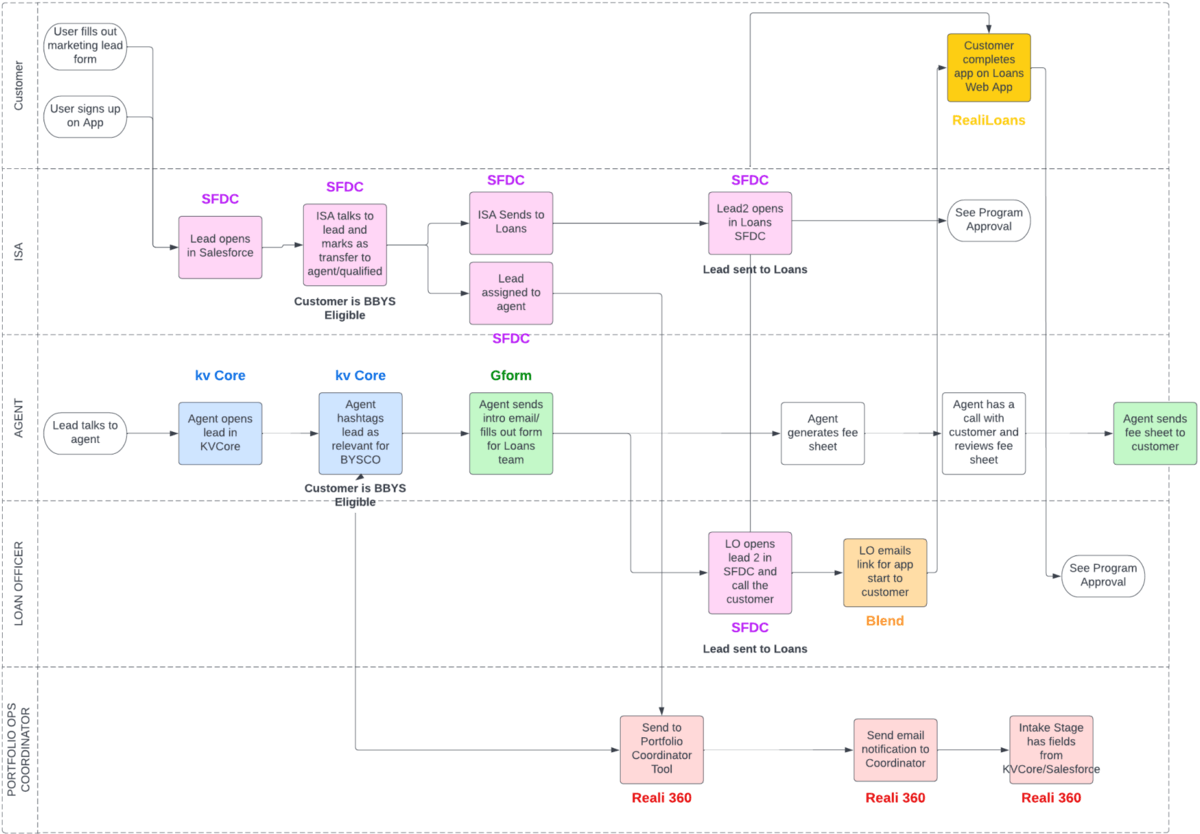 Customer
User fills out
marketing lead
form
User signs up
on App
Customer
completes
app on Loans
Web App
RealiLoans
ISA
SFDC
Lead opens
in Salesforce
SFDC
ISA talks to
lead and
marks as
transfer to
agent/qualified
Customer is BBYS
Eligible
SFDC
ISA Sends to
Loans
Lead
assigned to
agent
SFDC
SFDC
Lead2 opens
in Loans
SFDC
Lead sent to Loans
See Program
Approval
AGENT
Lead talks to
agent
kv Core
Agent opens
lead in
KVCore
kv Core
Agent
hashtags
lead as
relevant for
BYSCO
Customer is BBYS
Eligible
Gform
Agent sends
intro email/
fills out form
for Loans
team
Agent
generates fee
sheet
Agent has a
call with
customer and
reviews fee
sheet
Agent sends
fee sheet to
customer
LOAN OFFICER
LO opens
lead 2 in
SFDC and
call the
customer
SFDC
Lead sent to Loans
LO emails
link for app
start to
customer
Blend
See Program
Approval
PORTFOLIO OPS
COORDINATOR
Send to
Portfolio
Coordinator
Tool
Reali 360
Send email
notification to
Coordinator
Reali 360
Intake Stage
has fields
from
KVCore/Salesforce
Reali 360